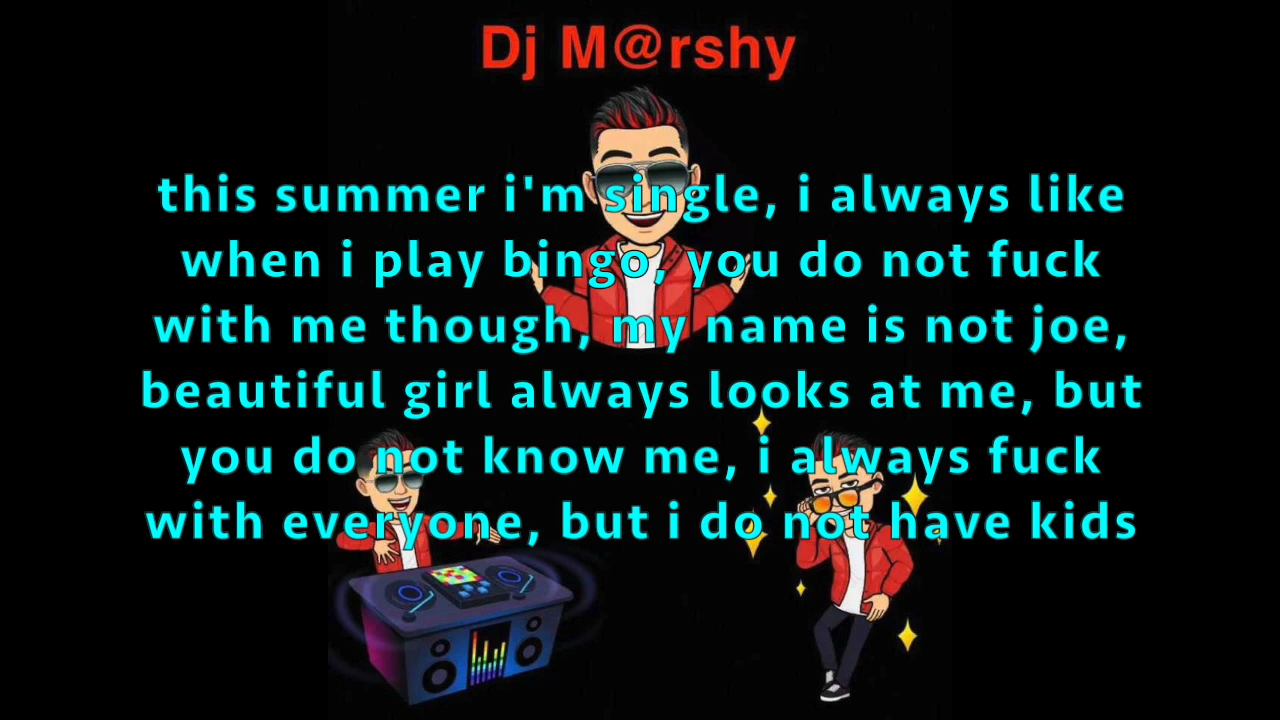 Dj M@rshy
this summer i'm single, i always like
when i play bingo, you do not fuck
with me though, my name is not joe,
beautiful girl always looks at me, but
you do not know me, i always fuck
with everyone, but i do not have kids